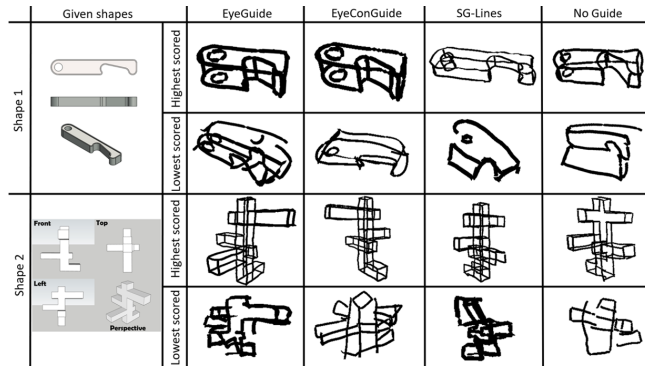 Given shapes EyeGuide EyeConGuide SG-Lines No Guide
Shape 1
Highest scored
Lowest scored
Shape 2
Front Top
Left
Perspective
Highest scored
Lowest scored